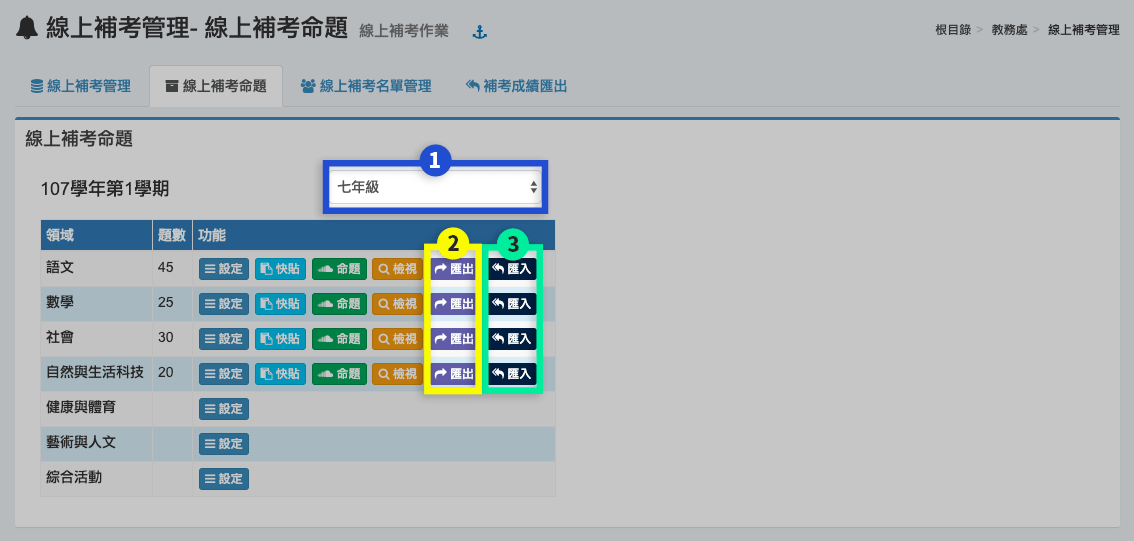 線上補考管理- 線上補考命題 線上補考作業
根目錄 > 教務處 > 線上補考管理
線上補考管理 線上補考命題 線上補考名單管理 補考成績匯出
線上補考命題
1
107學年第1學期 七年級
2 3
領域 題數 功能
語文 45 設定 快貼 命題 檢視 匯出 匯入
數學 25 設定 快貼 命題 檢視 匯出 匯入
社會 30 設定 快貼 命題 檢視 匯出 匯入
自然與生活科技 20 設定 快貼 命題 檢視 匯出 匯入
健康與體育 設定
藝術與人文 設定
綜合活動 設定